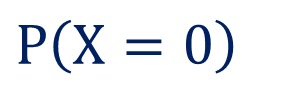 P(X = 0)